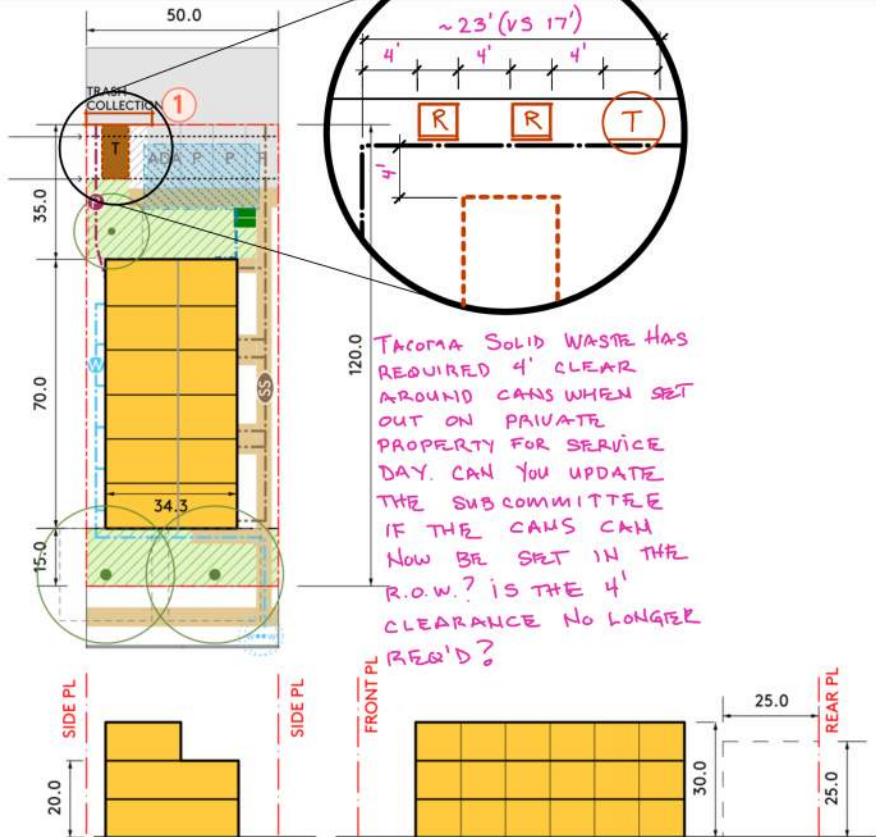 50.0
~23' (VS 17')
4' 4' 4'
TRASH
COLLECTION
1
R R T
T
ADA P P P
4'
35.0
P
120.0
TACOMA SOLID WASTE HAS
REQUIRED 4' CLEAR
AROUND CANS WHEN SET
OUT ON PRIVATE
PROPERTY FOR SERVICE
DAY. CAN YOU UPDATE
THE SUBCOMMITTEE
IF THE CANS CAN
NOW BE SET IN THE
R.O.W.? IS THE 4'
CLEARANCE NO LONGER
REQ'D?
W
SS
70.0
34.3
15.0
SIDE PL
SIDE PL
FRONT PL
REAR PL
25.0
20.0
30.0
25.0